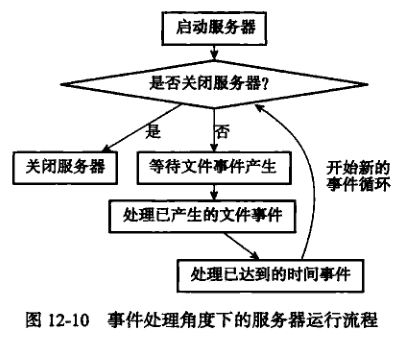 启动服务器
是否关闭服务器?
是
否
关闭服务器
等待文件事件产生
开始新的
事件循环
处理已产生的文件事件
处理已达到的时间事件
图 12-10 事件处理角度下的服务器运行流程